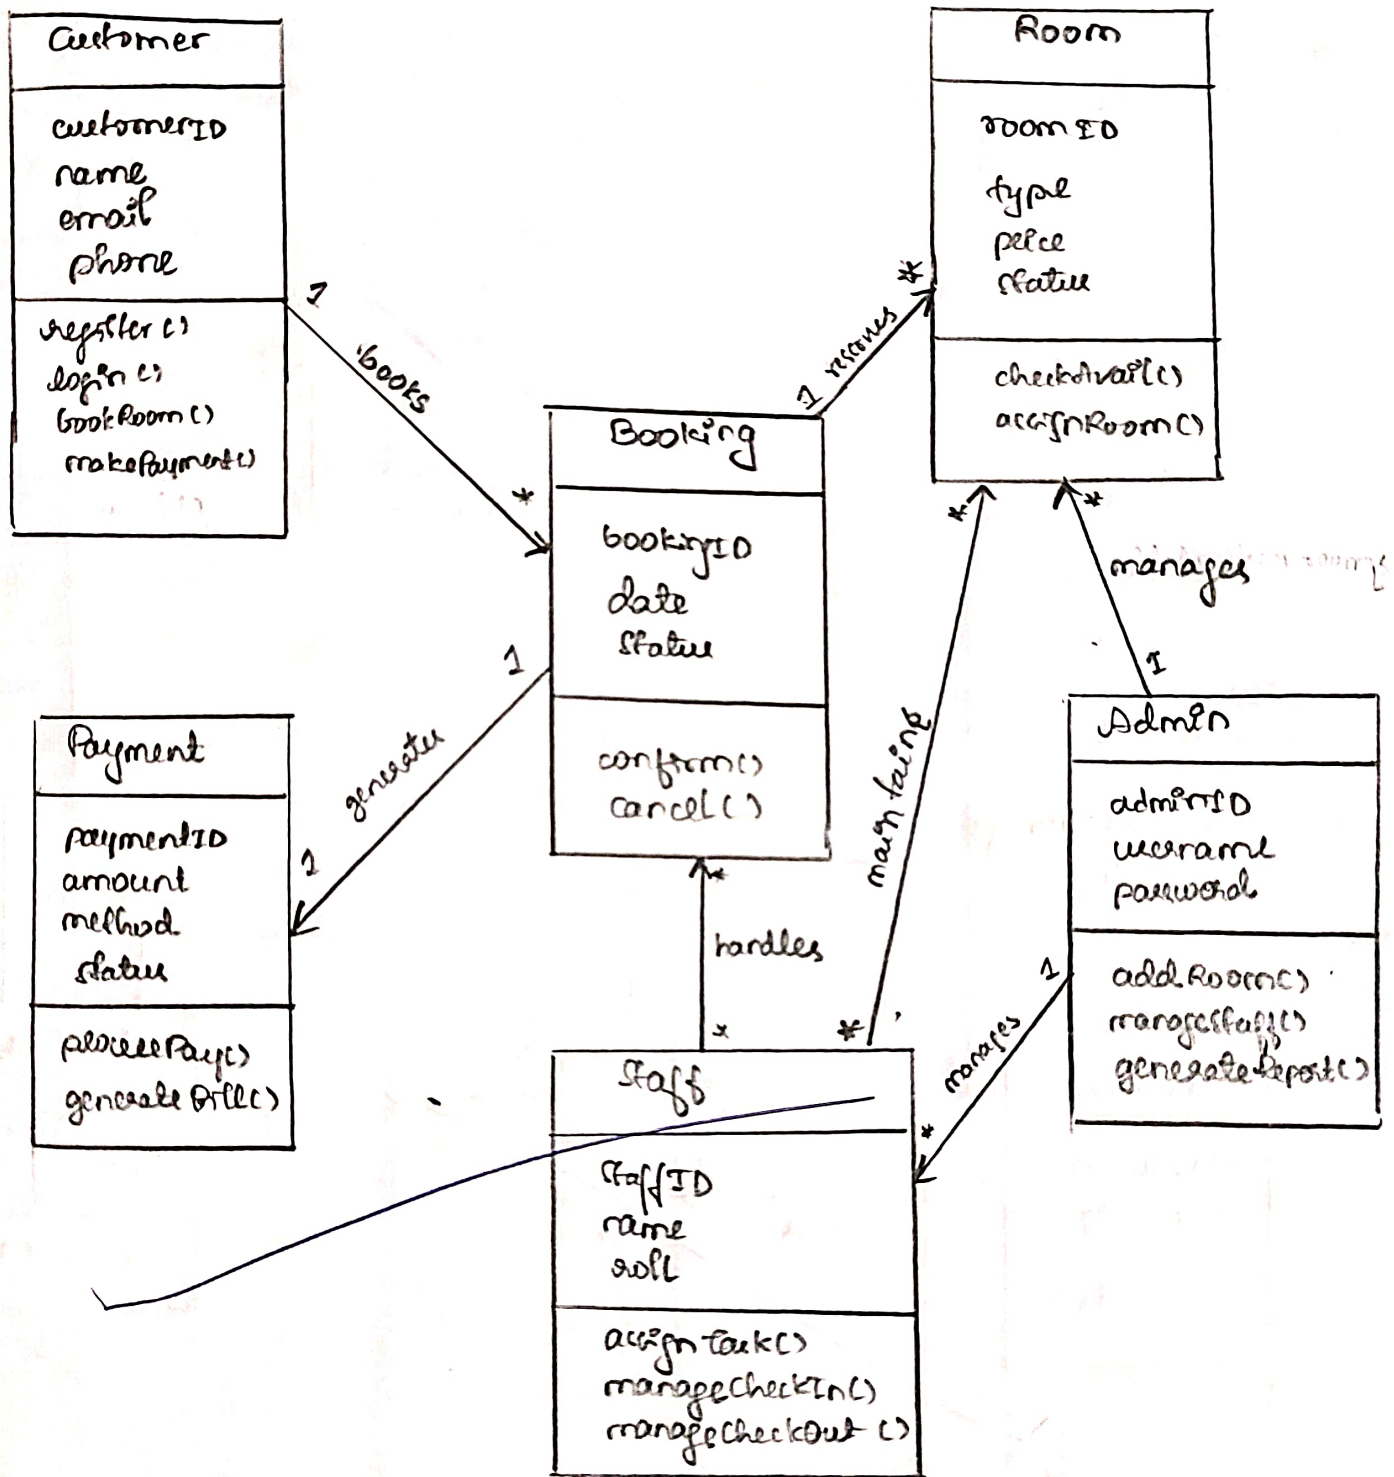 Customer
customerID
name
email
phone
register()
login()
bookRoom()
makePayment()
Room
roomID
type
price
status
checkAvail()
assignRoom()
1
books
*
1
reserves
*
Booking
bookingID
date
status
confirm()
cancel()
1
generates
1
Payment
paymentID
amount
method
status
processPay()
generateBill()
*
handles
*
*
maintains
*
*
manages
1
Admin
adminID
username
password
addRoom()
manageStaff()
generateReport()
1
manages
*
Staff
staffID
name
roll
assignTask()
manageCheckIn()
manageCheckOut()